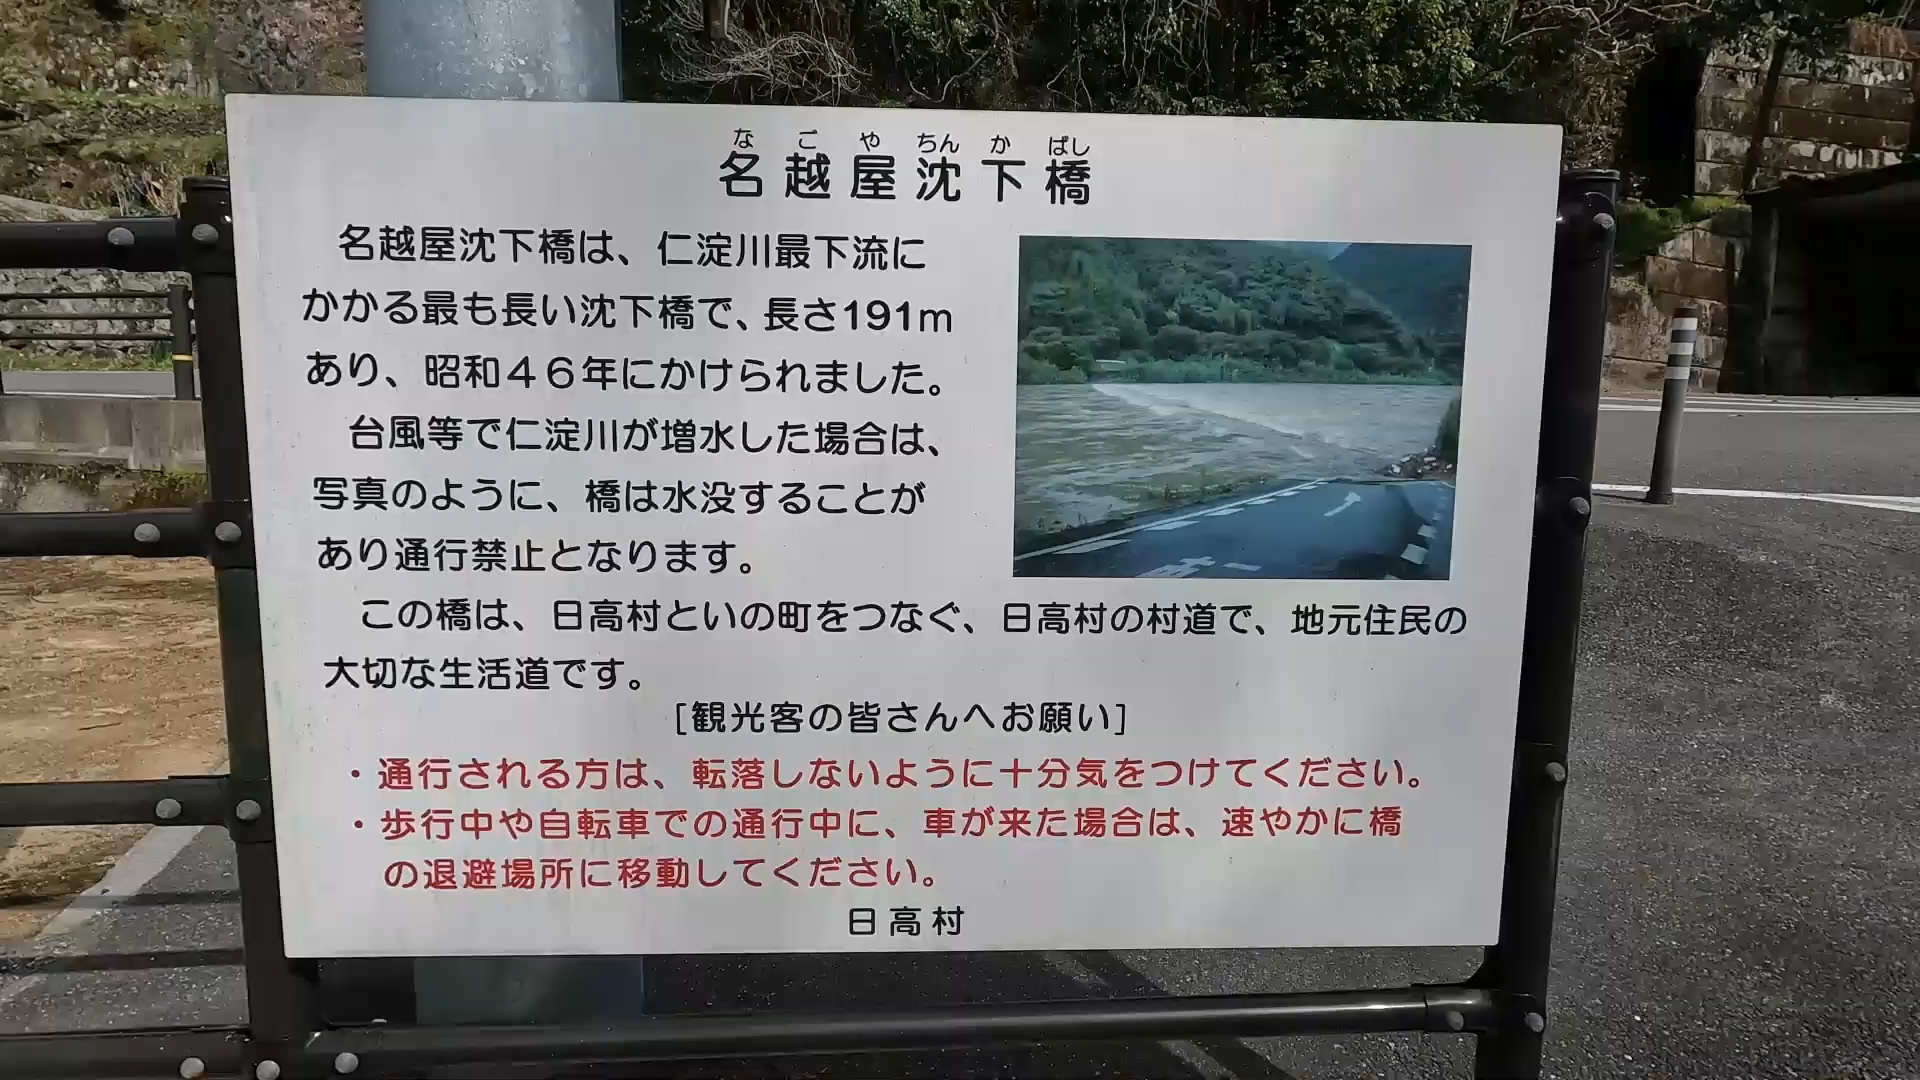 なごやちんかばし
名越屋沈下橋
名越屋沈下橋は、仁淀川最下流に
かかる最も長い沈下橋で、長さ191m
あり、昭和46年にかけられました。
台風等で仁淀川が増水した場合は、
写真のように、橋は水没することが
あり通行禁止となります。
この橋は、日高村といの町をつなぐ、日高村の村道で、地元住民の
大切な生活道です。
[観光客の皆さんへお願い]
・通行される方は、転落しないように十分気をつけてください。
・歩行中や自転車での通行中に、車が来た場合は、速やかに橋
の退避場所に移動してください。
日高村